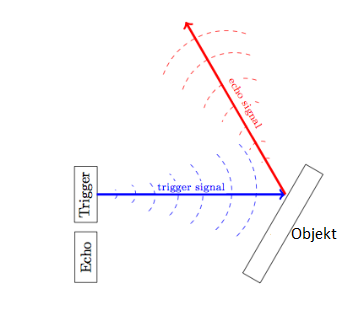 echo signal
trigger signal
Trigger
Echo
Objekt